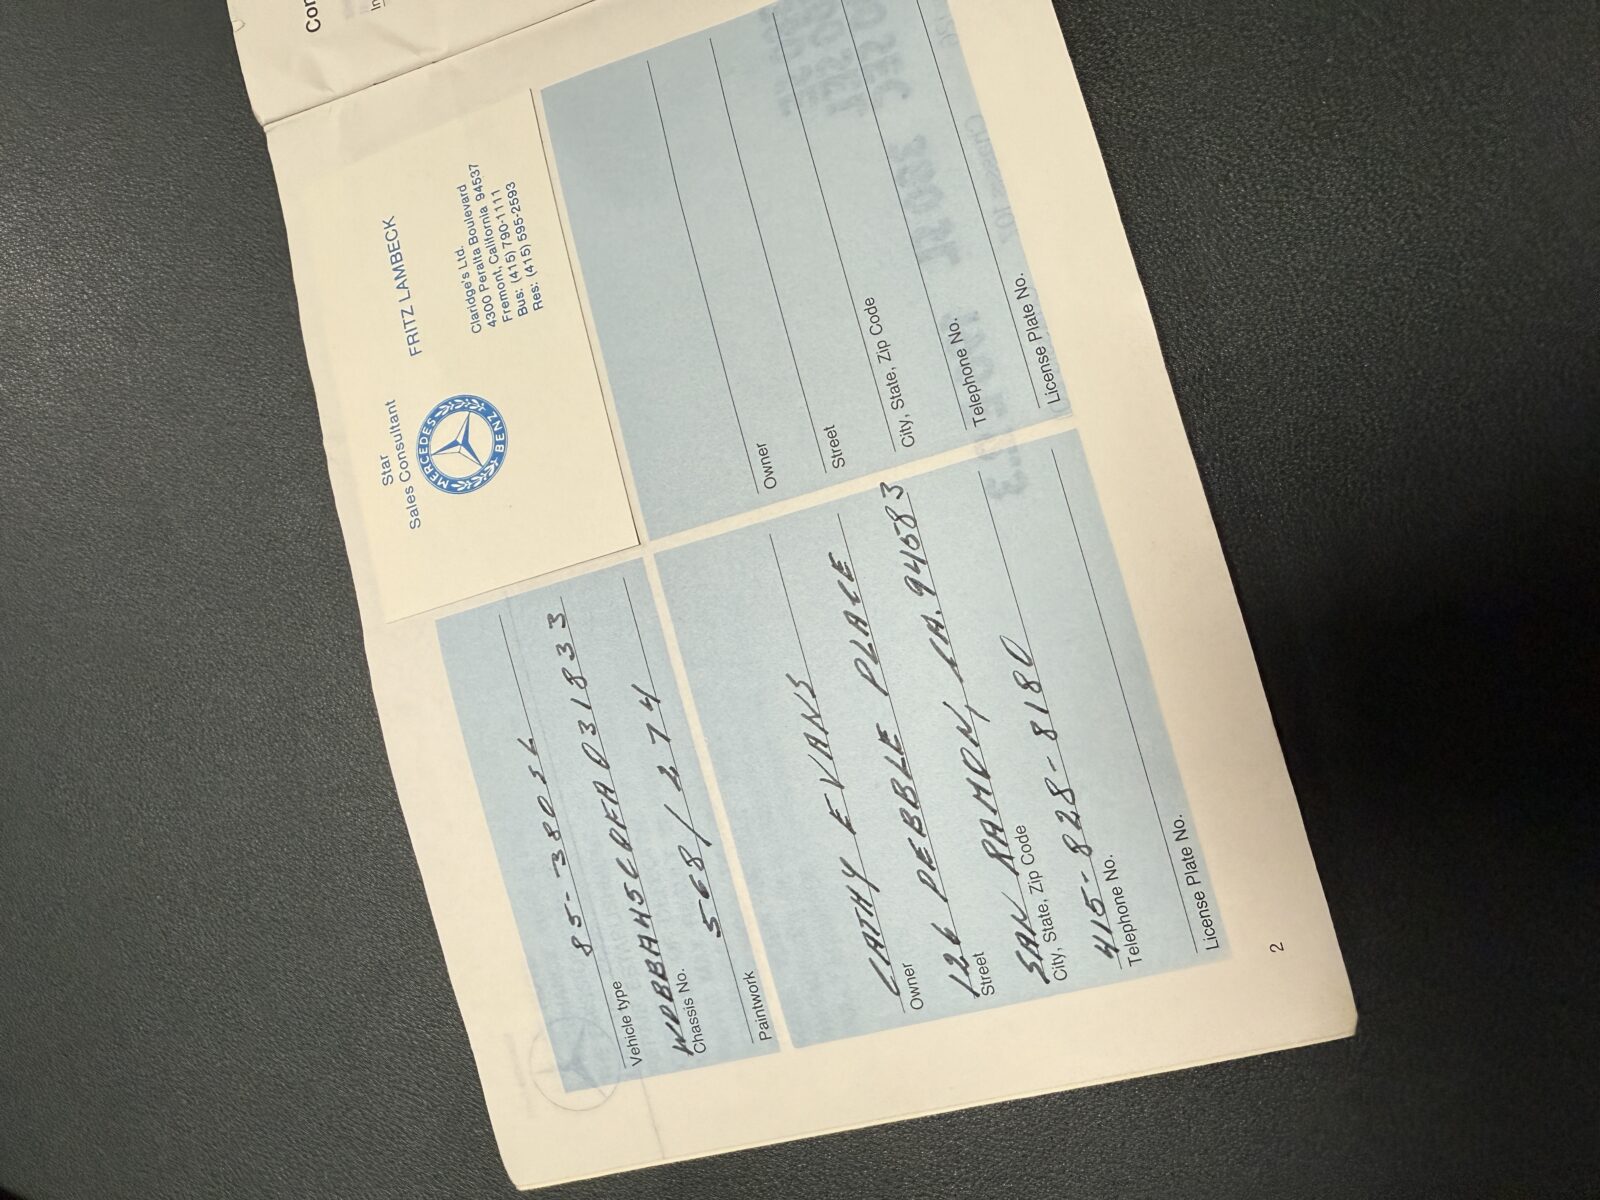 Star
Sales Consultant
FRITZ LAMBECK
MERCEDES BENZ
Claridge's Ltd.
4300 Peralta Boulevard
Fremont, California 94537
Bus: (415) 790-1111
Res: (415) 595-2593
85-380SL
Vehicle type
WDBBA45C0FA031833
Chassis No.
568/274
Paintwork
CATHY EVANS
Owner
126 PEBBLE PLACE
Street
SAN RAMON, CA. 94583
City, State, Zip Code
415-828-8180
Telephone No.
License Plate No.
Owner
Street
City, State, Zip Code
Telephone No.
License Plate No.
2